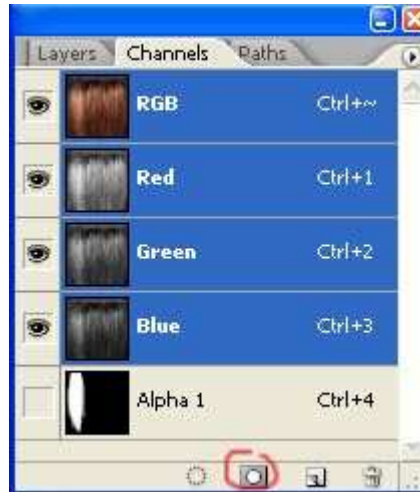 Layers Channels Paths
RGB Ctrl+~
Red Ctrl+1
Green Ctrl+2
Blue Ctrl+3
Alpha 1 Ctrl+4